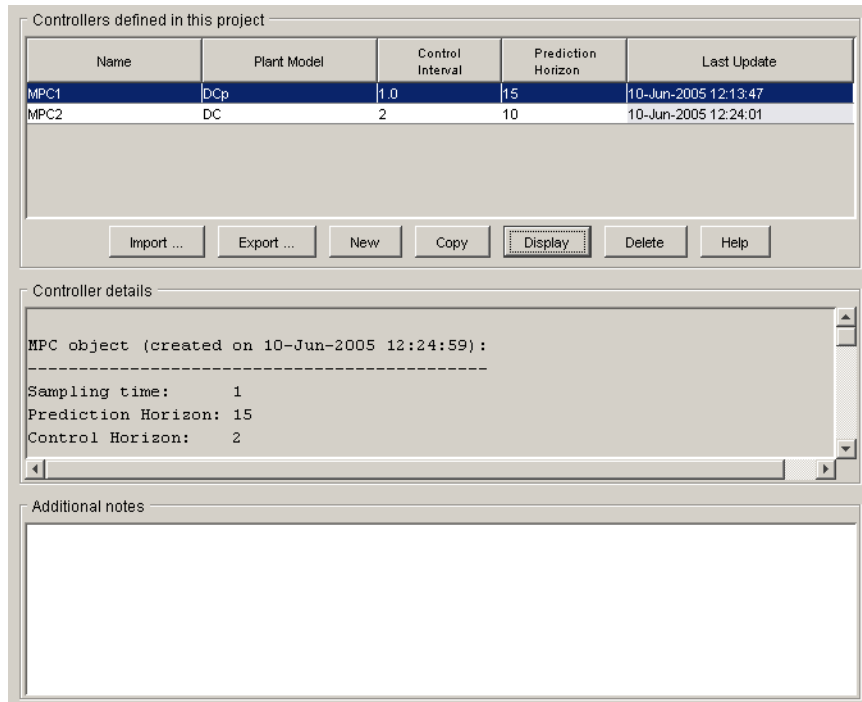 Controllers defined in this project
Name Plant Model Control Interval Prediction Horizon Last Update
MPC1 DCp 1.0 15 10-Jun-2005 12:13:47
MPC2 DC 2 10 10-Jun-2005 12:24:01
Import ... Export ... New Copy Display Delete Help
Controller details
MPC object (created on 10-Jun-2005 12:24:59):
---------------------------------------------
Sampling time: 1
Prediction Horizon: 15
Control Horizon: 2
Additional notes